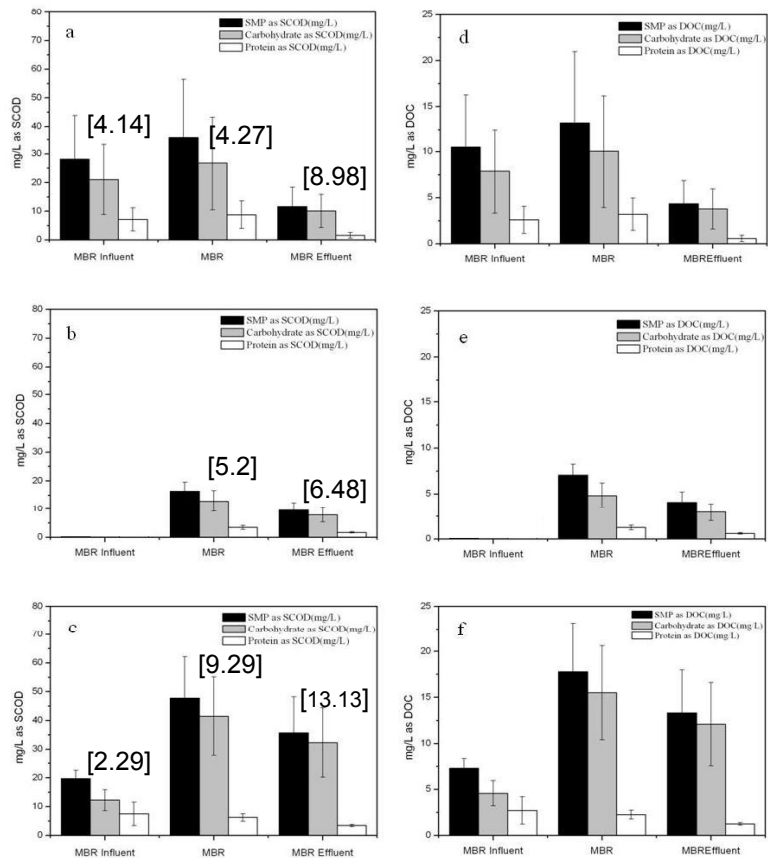 a
SMP as SCOD(mg/L)
Carbohydrate as SCOD(mg/L)
Protein as SCOD(mg/L)
mg/L as SCOD
80
70
60
50
40
30
20
10
0
[4.14]
[4.27]
[8.98]
MBR Influent
MBR
MBR Effluent
d
SMP as DOC(mg/L)
Carbohydrate as DOC(mg/L)
Protein as DOC(mg/L)
mg/L as DOC
25
20
15
10
5
0
MBR Influent
MBR
MBREffluent
b
SMP as SCOD(mg/L)
Carbohydrate as SCOD(mg/L)
Protein as SCOD(mg/L)
mg/L as SCOD
80
70
60
50
40
30
20
10
0
[5.2]
[6.48]
MBR Influent
MBR
MBR Effluent
e
SMP as DOC(mg/L)
Carbohydrate as DOC(mg/L)
Protein as DOC(mg/L)
mg/L as DOC
25
20
15
10
5
0
MBR Influent
MBR
MBREffluent
c
SMP as SCOD(mg/L)
Carbohydrate as SCOD(mg/L)
Protein as SCOD(mg/L)
mg/L as SCOD
80
70
60
50
40
30
20
10
0
[2.29]
[9.29]
[13.13]
MBR Influent
MBR
MBR Effluent
f
SMP as DOC(mg/L)
Carbohydrate as DOC(mg L)
Protein as DOC(mg L)
mg/L as DOC
25
20
15
10
5
0
MBR Influent
MBR
MBREffluent